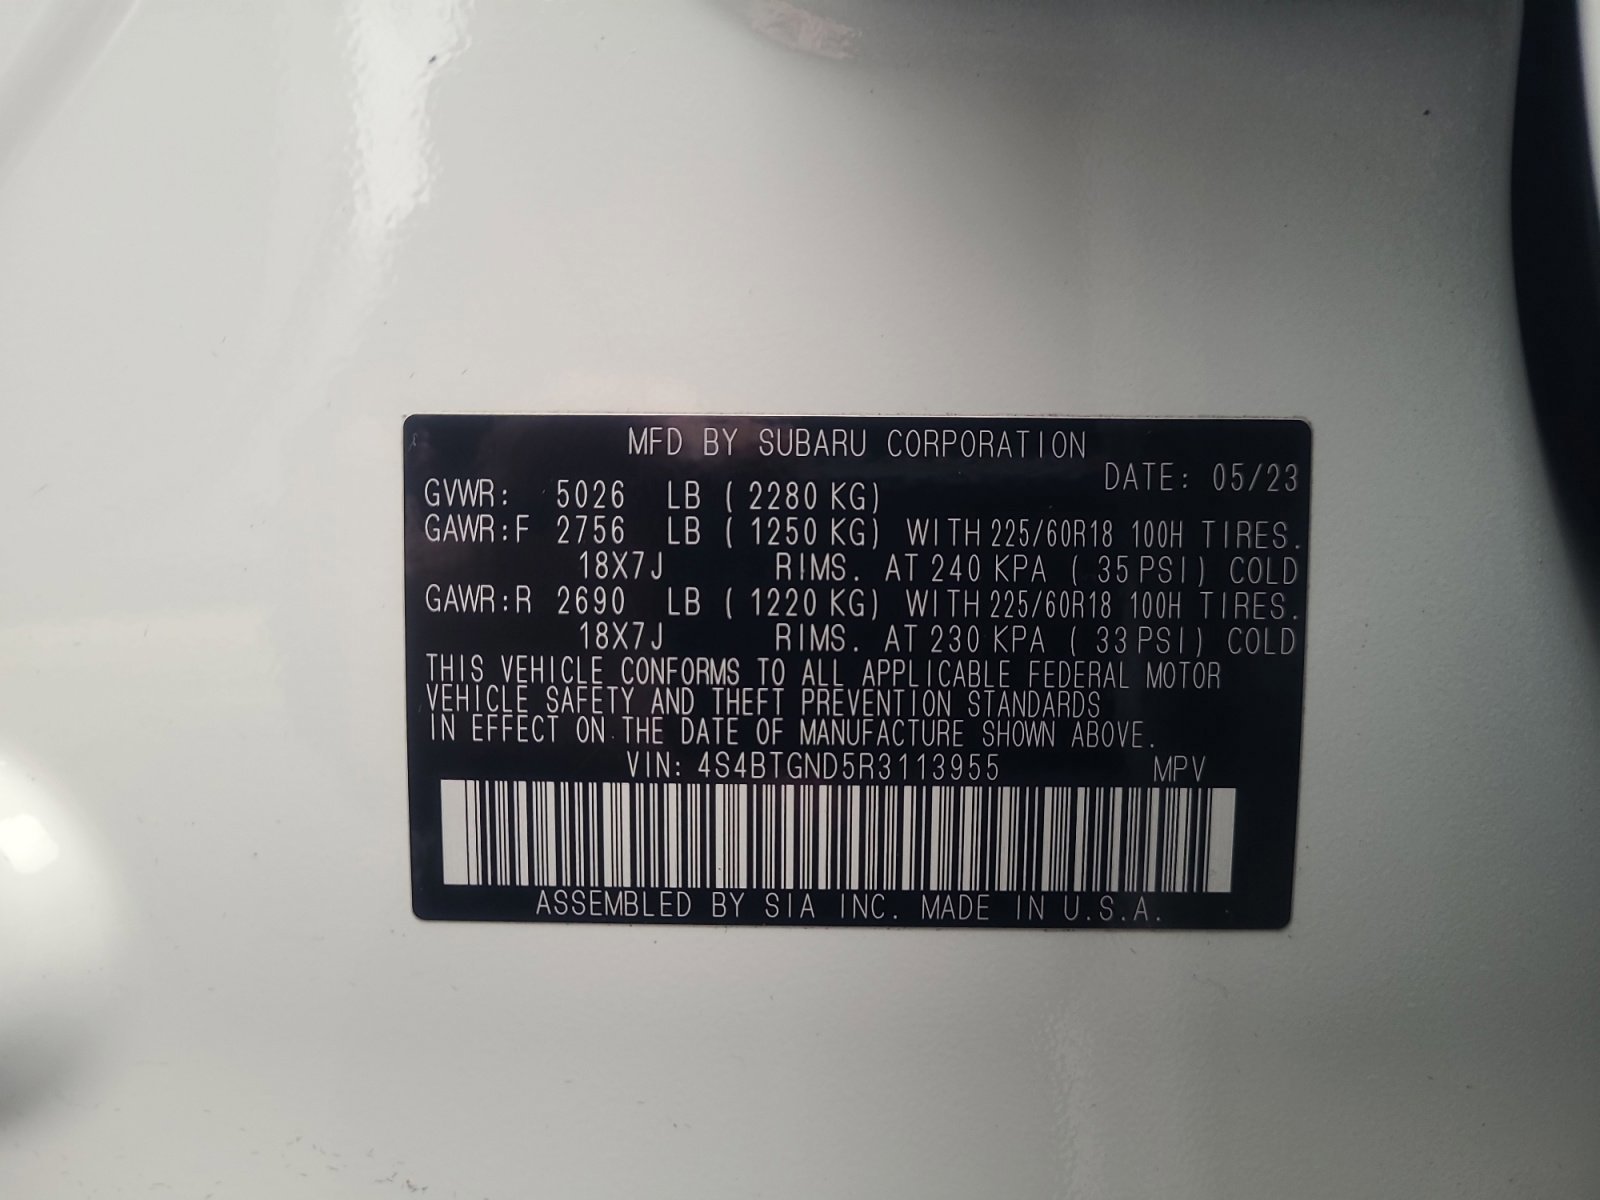 MFD BY SUBARU CORPORATION
DATE: 05/23
GVWR: 5026 LB ( 2280 KG)
GAWR:F 2756 LB ( 1250 KG) WITH 225/60R18 100H TIRES.
18X7J RIMS. AT 240 KPA ( 35 PSI) COLD
GAWR:R 2690 LB ( 1220 KG) WITH 225/60R18 100H TIRES.
18X7J RIMS. AT 230 KPA ( 33 PSI) COLD
THIS VEHICLE CONFORMS TO ALL APPLICABLE FEDERAL MOTOR
VEHICLE SAFETY AND THEFT PREVENTION STANDARDS
IN EFFECT ON THE DATE OF MANUFACTURE SHOWN ABOVE.
VIN: 4S4BTGND5R3113955 MPV
ASSEMBLED BY SIA INC. MADE IN U.S.A.